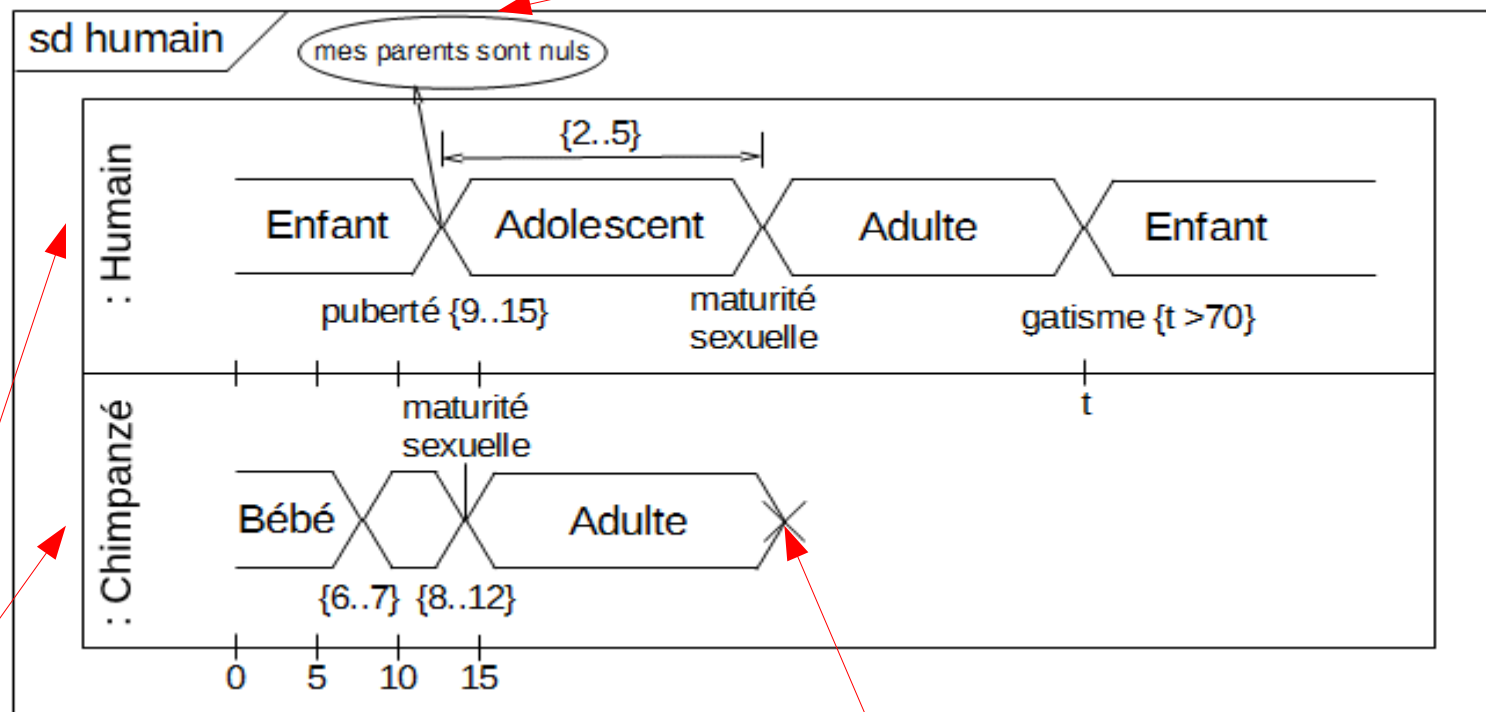 sd humain
mes parents sont nuls
: Humain
{2..5}
Enfant
Adolescent
Adulte
Enfant
puberté {9..15}
maturité
sexuelle
gatisme {t >70}
t
: Chimpanzé
maturité
sexuelle
Bébé
Adulte
{6..7}
{8..12}
0
5
10
15